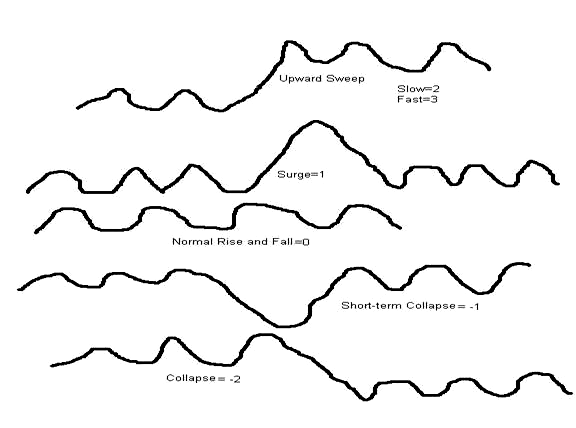 Upward Sweep
Slow=2
Fast=3
Surge=1
Normal Rise and Fall=0
Short-term Collapse= -1
Collapse= -2